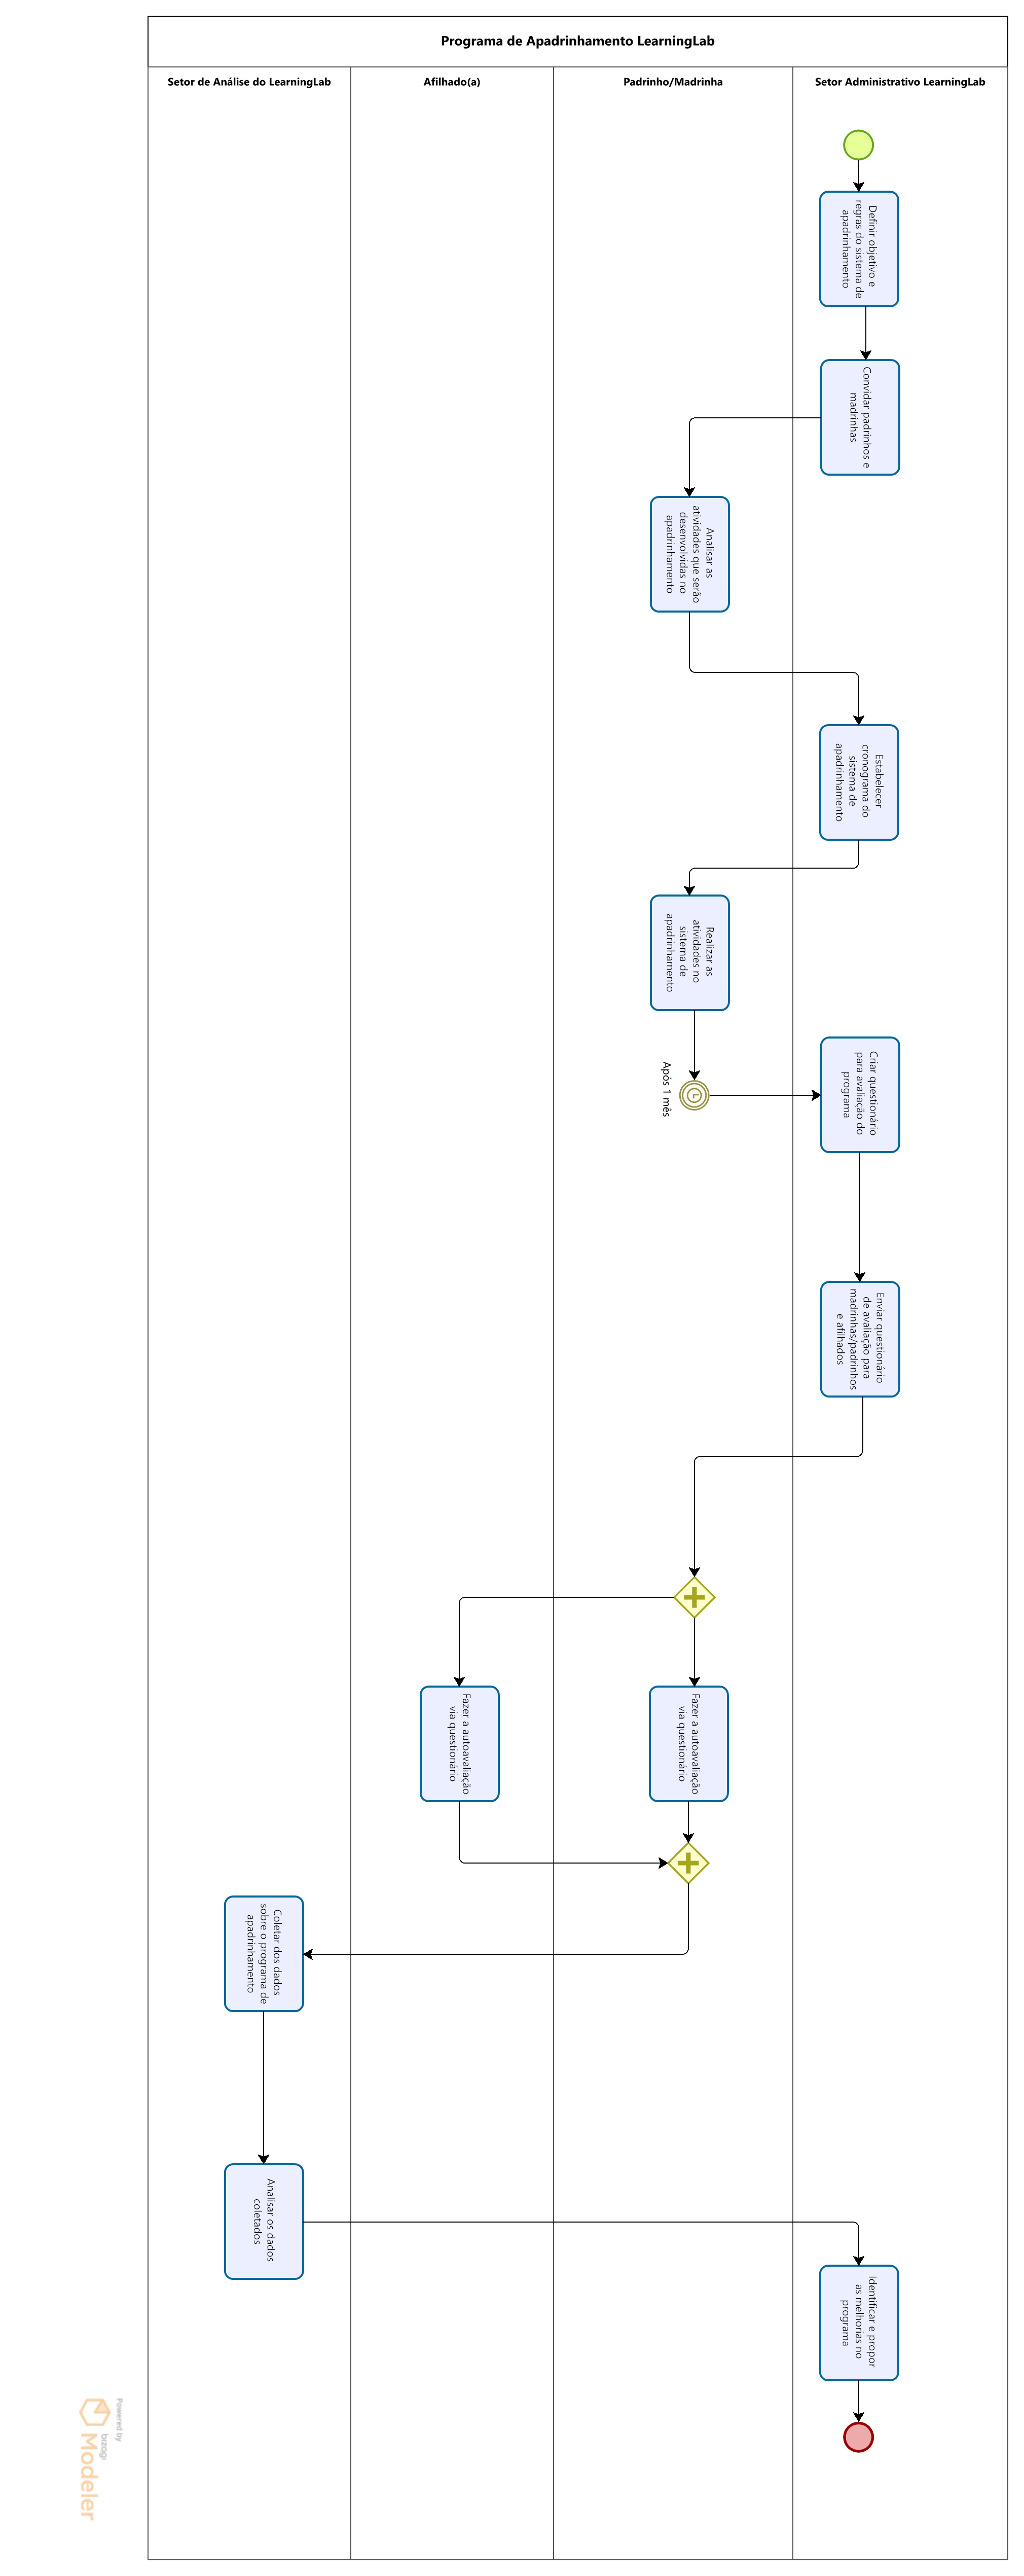 Programa de Apadrinhamento LearningLab
Setor de Análise do LearningLab
Afilhado(a)
Padrinho/Madrinha
Setor Administrativo LearningLab
Definir objetivo e
regras do sistema de
apadrinhamento
Convidar padrinhos e
madrinhas
Analisar as
atividades que serão
desenvolvidas no
apadrinhamento
Estabelecer
cronograma do
sistema de
apadrinhamento
Realizar as
atividades no
sistema de
apadrinhamento
Após 1 mês
Criar questionário
para avaliação do
programa
Enviar questionário
de avaliação para
madrinhas/padrinhos
e afilhados
Fazer a autoavaliação
via questionário
Fazer a autoavaliação
via questionário
Coletar dos dados
sobre o programa de
apadrinhamento
Analisar os dados
coletados
Identificar e propor
as melhorias no
programa
Powered by
bizagi
Modeler